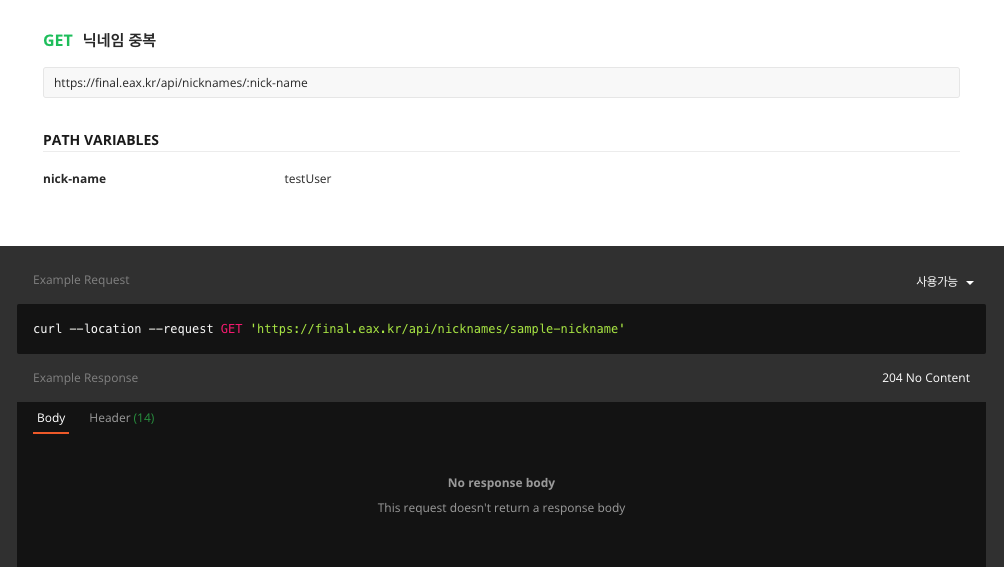 GET 닉네임 중복
https://final.eax.kr/api/nicknames/:nick-name
PATH VARIABLES
nick-name testUser
Example Request 사용가능
curl --location --request GET 'https://final.eax.kr/api/nicknames/sample-nickname'
Example Response 204 No Content
Body Header (14)
No response body
This request doesn't return a response body